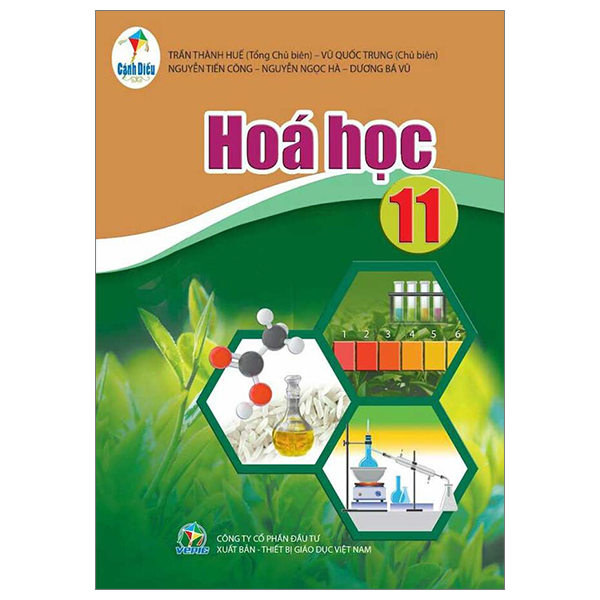 Cánh Diều
TRẦN THÀNH HUẾ (Tổng Chủ biên) – VŨ QUỐC TRUNG (Chủ biên)
NGUYỄN TIẾN CÔNG – NGUYỄN NGỌC HÀ – DƯƠNG BÁ VŨ
Hoá học
11
1 2 3 4 5 6
VEPIC
CÔNG TY CỔ PHẦN ĐẦU TƯ
XUẤT BẢN - THIẾT BỊ GIÁO DỤC VIỆT NAM